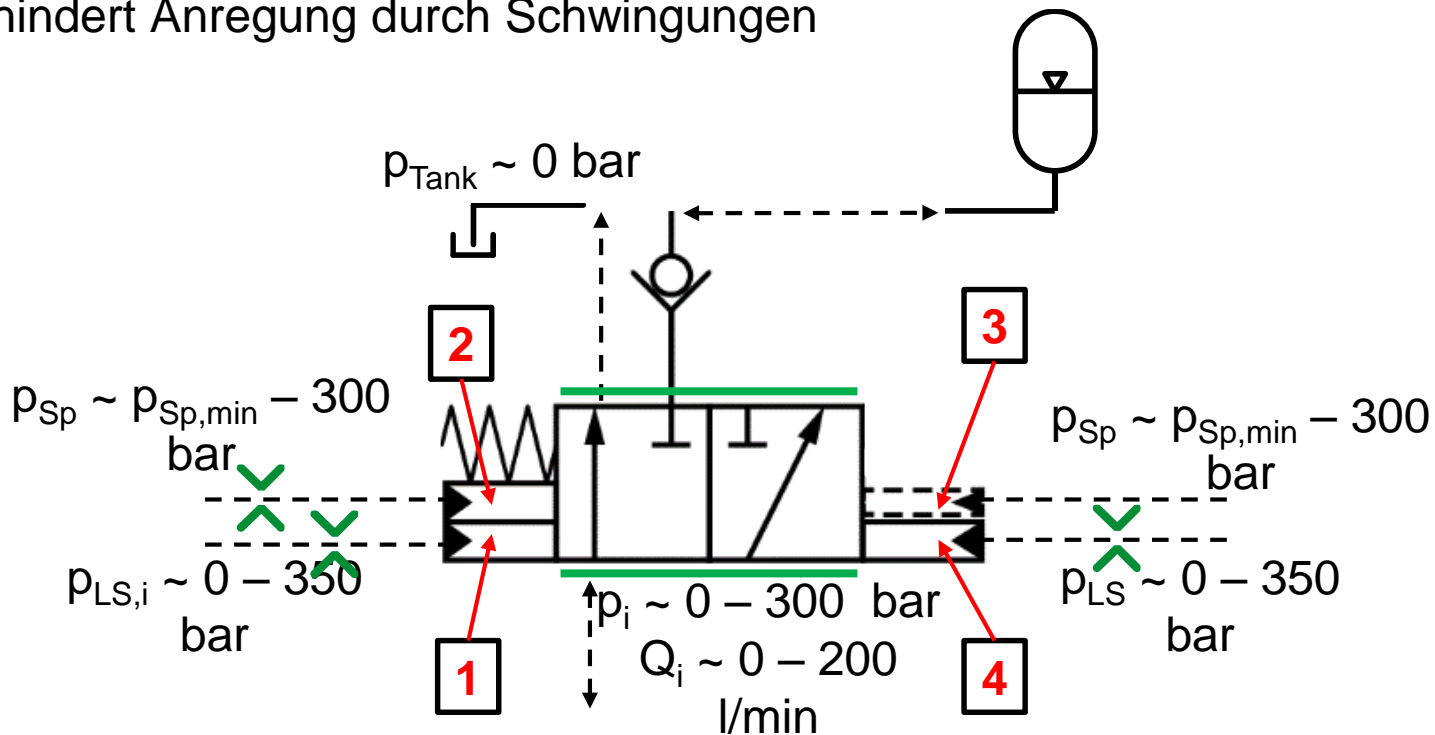 hindert Anregung durch Schwingungen
p_Tank ~ 0 bar
2
3
p_Sp ~ p_Sp,min – 300
bar
p_Sp ~ p_Sp,min – 300
bar
p_LS,i ~ 0 – 350
bar
p_i ~ 0 – 300 bar
Q_i ~ 0 – 200
l/min
p_LS ~ 0 – 350
bar
1
4